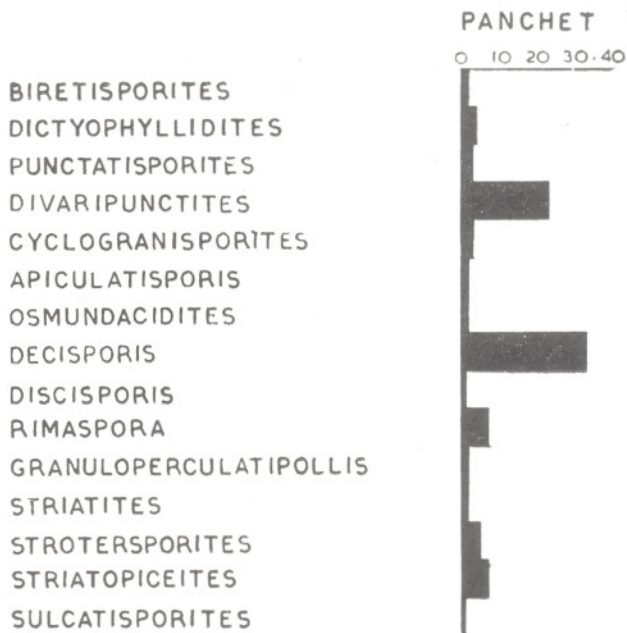 PANCHET
0 10 20 30·40
BIRETISPORITES
DICTYOPHYLLIDITES
PUNCTATISPORITES
DIVARIPUNCTITES
CYCLOGRANISPORITES
APICULATISPORIS
OSMUNDACIDITES
DECISPORIS
DISCISPORIS
RIMASPORA
GRANULOPERCULATIPOLLIS
STRIATITES
STROTERSPORITES
STRIATOPICEITES
SULCATISPORITES